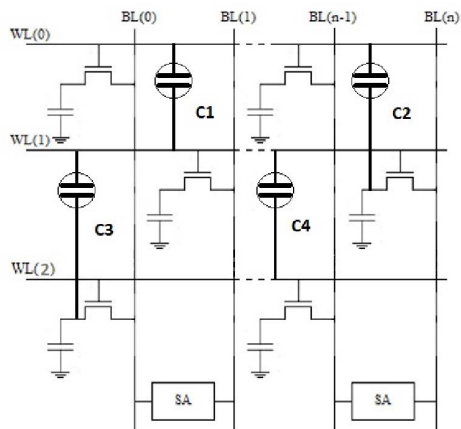 BL(0) BL(1) BL(n-1) BL(n)
WL(0)
C1 C2
WL(1)
C3 C4
WL(2)
SA SA